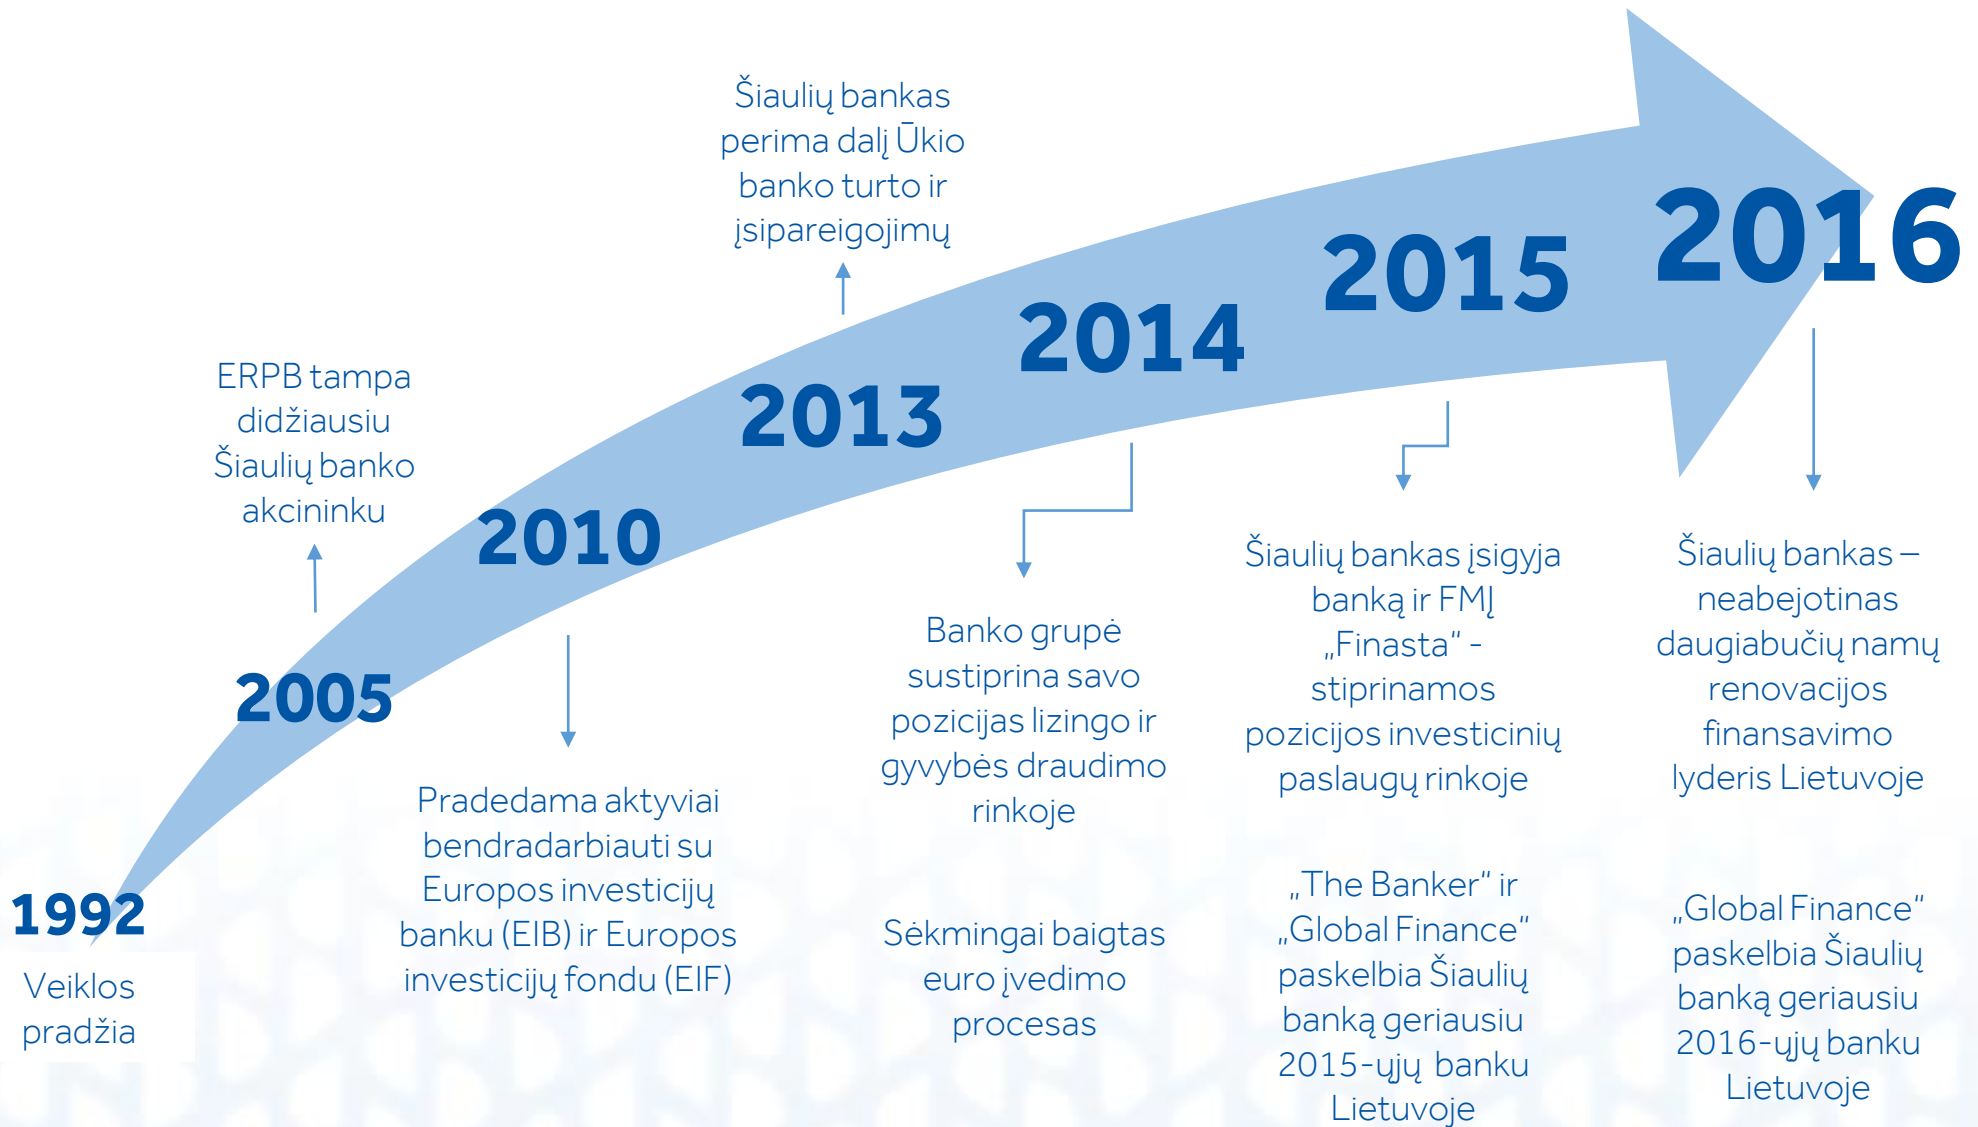 1992
Veiklos
pradžia
2005
ERPB tampa
didžiausiu
Šiaulių banko
akcininku
2010
Pradedama aktyviai
bendradarbiauti su
Europos investicijų
banku (EIB) ir Europos
investicijų fondu (EIF)
2013
Šiaulių bankas
perima dalį Ūkio
banko turto ir
įsipareigojimų
2014
Banko grupė
sustiprina savo
pozicijas lizingo ir
gyvybės draudimo
rinkoje
Sėkmingai baigtas
euro įvedimo
procesas
2015
Šiaulių bankas įsigyja
banką ir FMĮ
„Finasta“ -
stiprinamos
pozicijos investicinių
paslaugų rinkoje
„The Banker“ ir
„Global Finance“
paskelbia Šiaulių
banką geriausiu
2015-ųjų banku
Lietuvoje
2016
Šiaulių bankas –
neabejotinas
daugiabučių namų
renovacijos
finansavimo
lyderis Lietuvoje
„Global Finance“
paskelbia Šiaulių
banką geriausiu
2016-ųjų banku
Lietuvoje